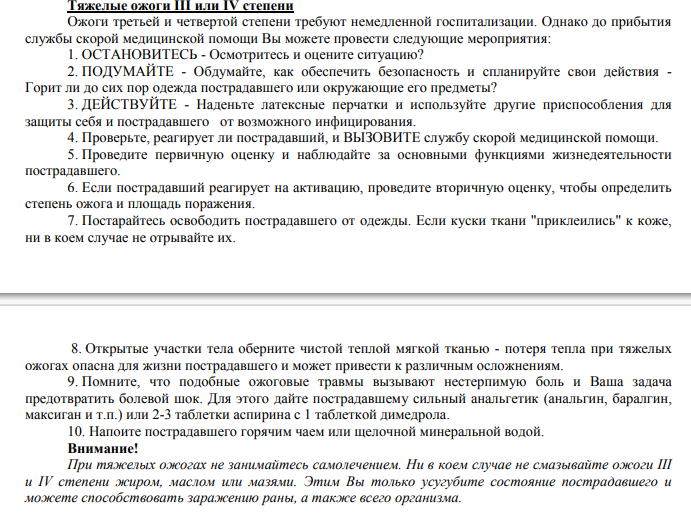 Тяжелые ожоги III или IV степени
Ожоги третьей и четвертой степени требуют немедленной госпитализации. Однако до прибытия
службы скорой медицинской помощи Вы можете провести следующие мероприятия:
1. ОСТАНОВИТЕСЬ - Осмотритесь и оцените ситуацию?
2. ПОДУМАЙТЕ - Обдумайте, как обеспечить безопасность и спланируйте свои действия -
Горит ли до сих пор одежда пострадавшего или окружающие его предметы?
3. ДЕЙСТВУЙТЕ - Наденьте латексные перчатки и используйте другие приспособления для
защиты себя и пострадавшего от возможного инфицирования.
4. Проверьте, реагирует ли пострадавший, и ВЫЗОВИТЕ службу скорой медицинской помощи.
5. Проведите первичную оценку и наблюдайте за основными функциями жизнедеятельности
пострадавшего.
6. Если пострадавший реагирует на активацию, проведите вторичную оценку, чтобы определить
степень ожога и площадь поражения.
7. Постарайтесь освободить пострадавшего от одежды. Если куски ткани "приклеились" к коже,
ни в коем случае не отрывайте их.
8. Открытые участки тела оберните чистой теплой мягкой тканью - потеря тепла при тяжелых
ожогах опасна для жизни пострадавшего и может привести к различным осложнениям.
9. Помните, что подобные ожоговые травмы вызывают нестерпимую боль и Ваша задача
предотвратить болевой шок. Для этого дайте пострадавшему сильный анальгетик (анальгин, баралгин,
максиган и т.п.) или 2-3 таблетки аспирина с 1 таблеткой димедрола.
10. Напоите пострадавшего горячим чаем или щелочной минеральной водой.
Внимание!
При тяжелых ожогах не занимайтесь самолечением. Ни в коем случае не смазывайте ожоги III
и IV степени жиром, маслом или мазями. Этим Вы только усугубите состояние пострадавшего и
можете способствовать заражению раны, а также всего организма.